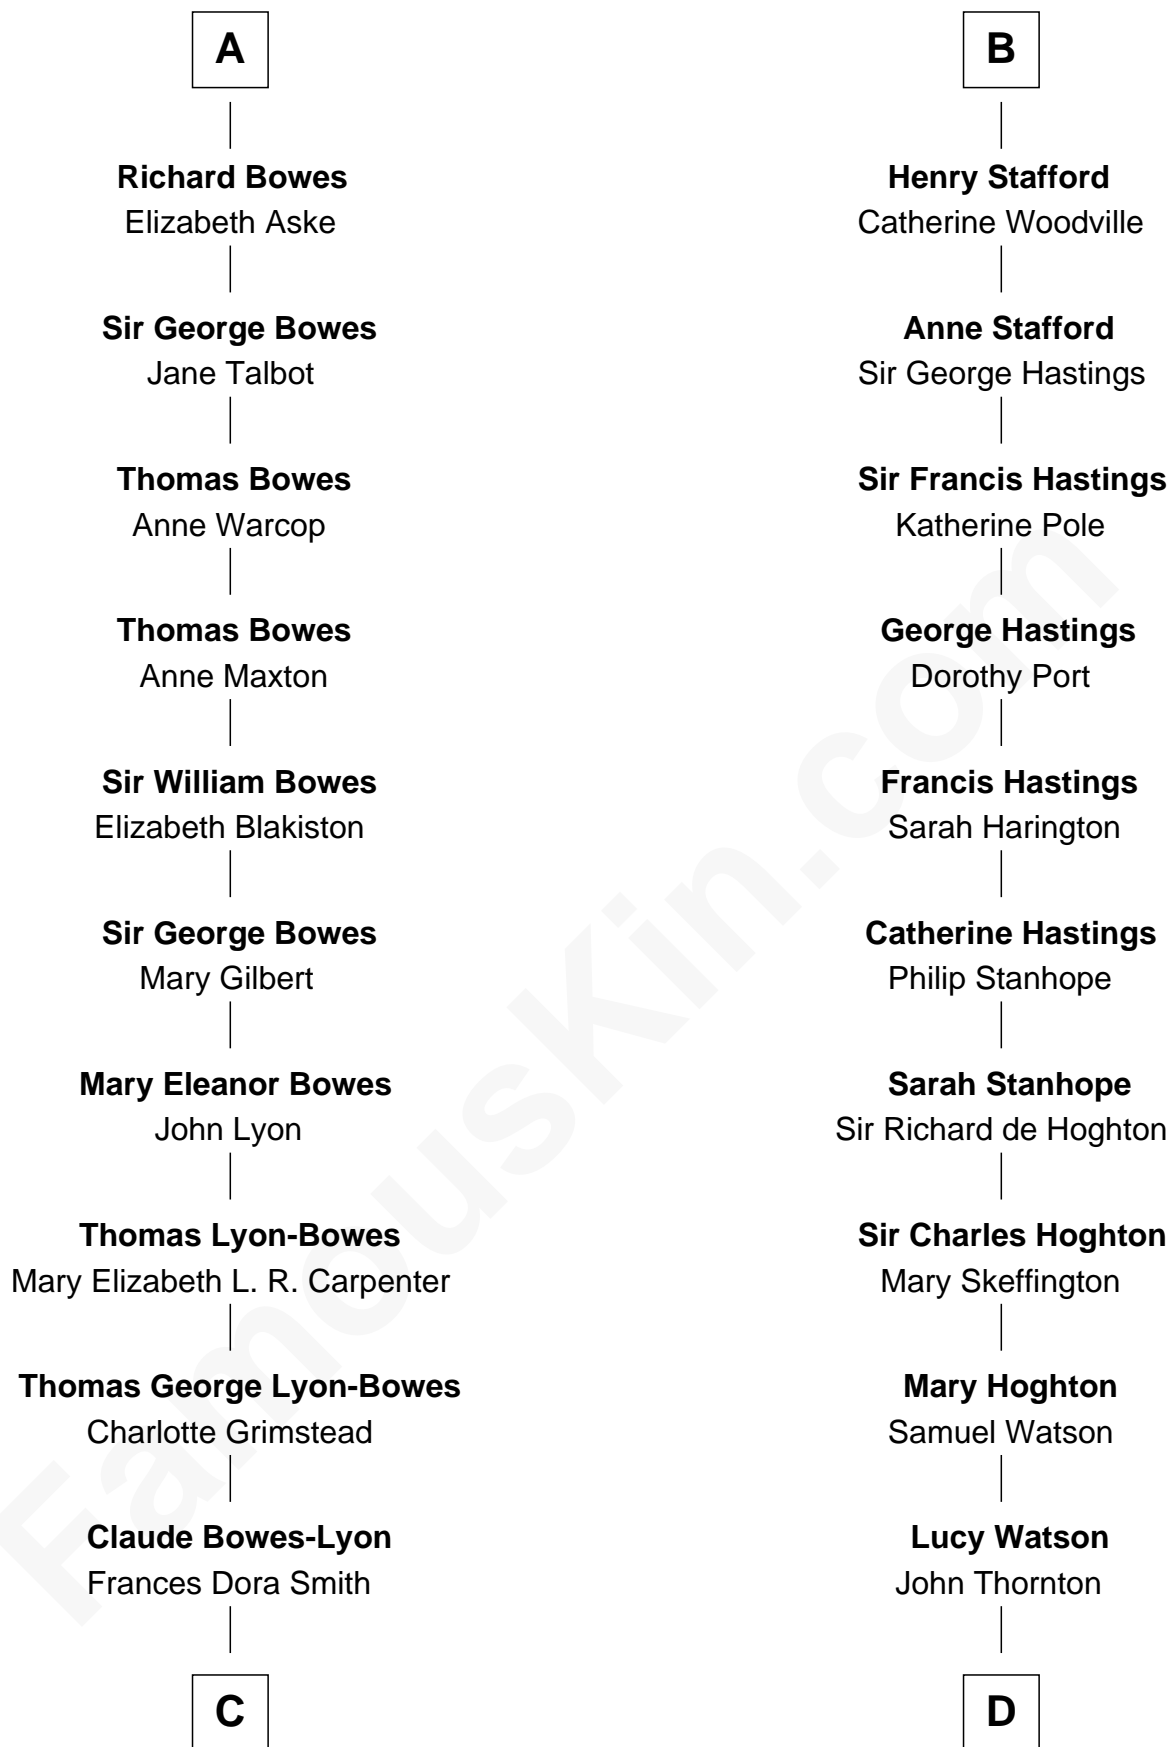 A
Richard Bowes
Elizabeth Aske
Sir George Bowes
Jane Talbot
Thomas Bowes
Anne Warcop
Thomas Bowes
Anne Maxton
Sir William Bowes
Elizabeth Blakiston
Sir George Bowes
Mary Gilbert
Mary Eleanor Bowes
John Lyon
Thomas Lyon-Bowes
Mary Elizabeth L. R. Carpenter
Thomas George Lyon-Bowes
Charlotte Grimstead
Claude Bowes-Lyon
Frances Dora Smith
C
B
Henry Stafford
Catherine Woodville
Anne Stafford
Sir George Hastings
Sir Francis Hastings
Katherine Pole
George Hastings
Dorothy Port
Francis Hastings
Sarah Harington
Catherine Hastings
Philip Stanhope
Sarah Stanhope
Sir Richard de Hoghton
Sir Charles Hoghton
Mary Skeffington
Mary Hoghton
Samuel Watson
Lucy Watson
John Thornton
D
FamousKin.com